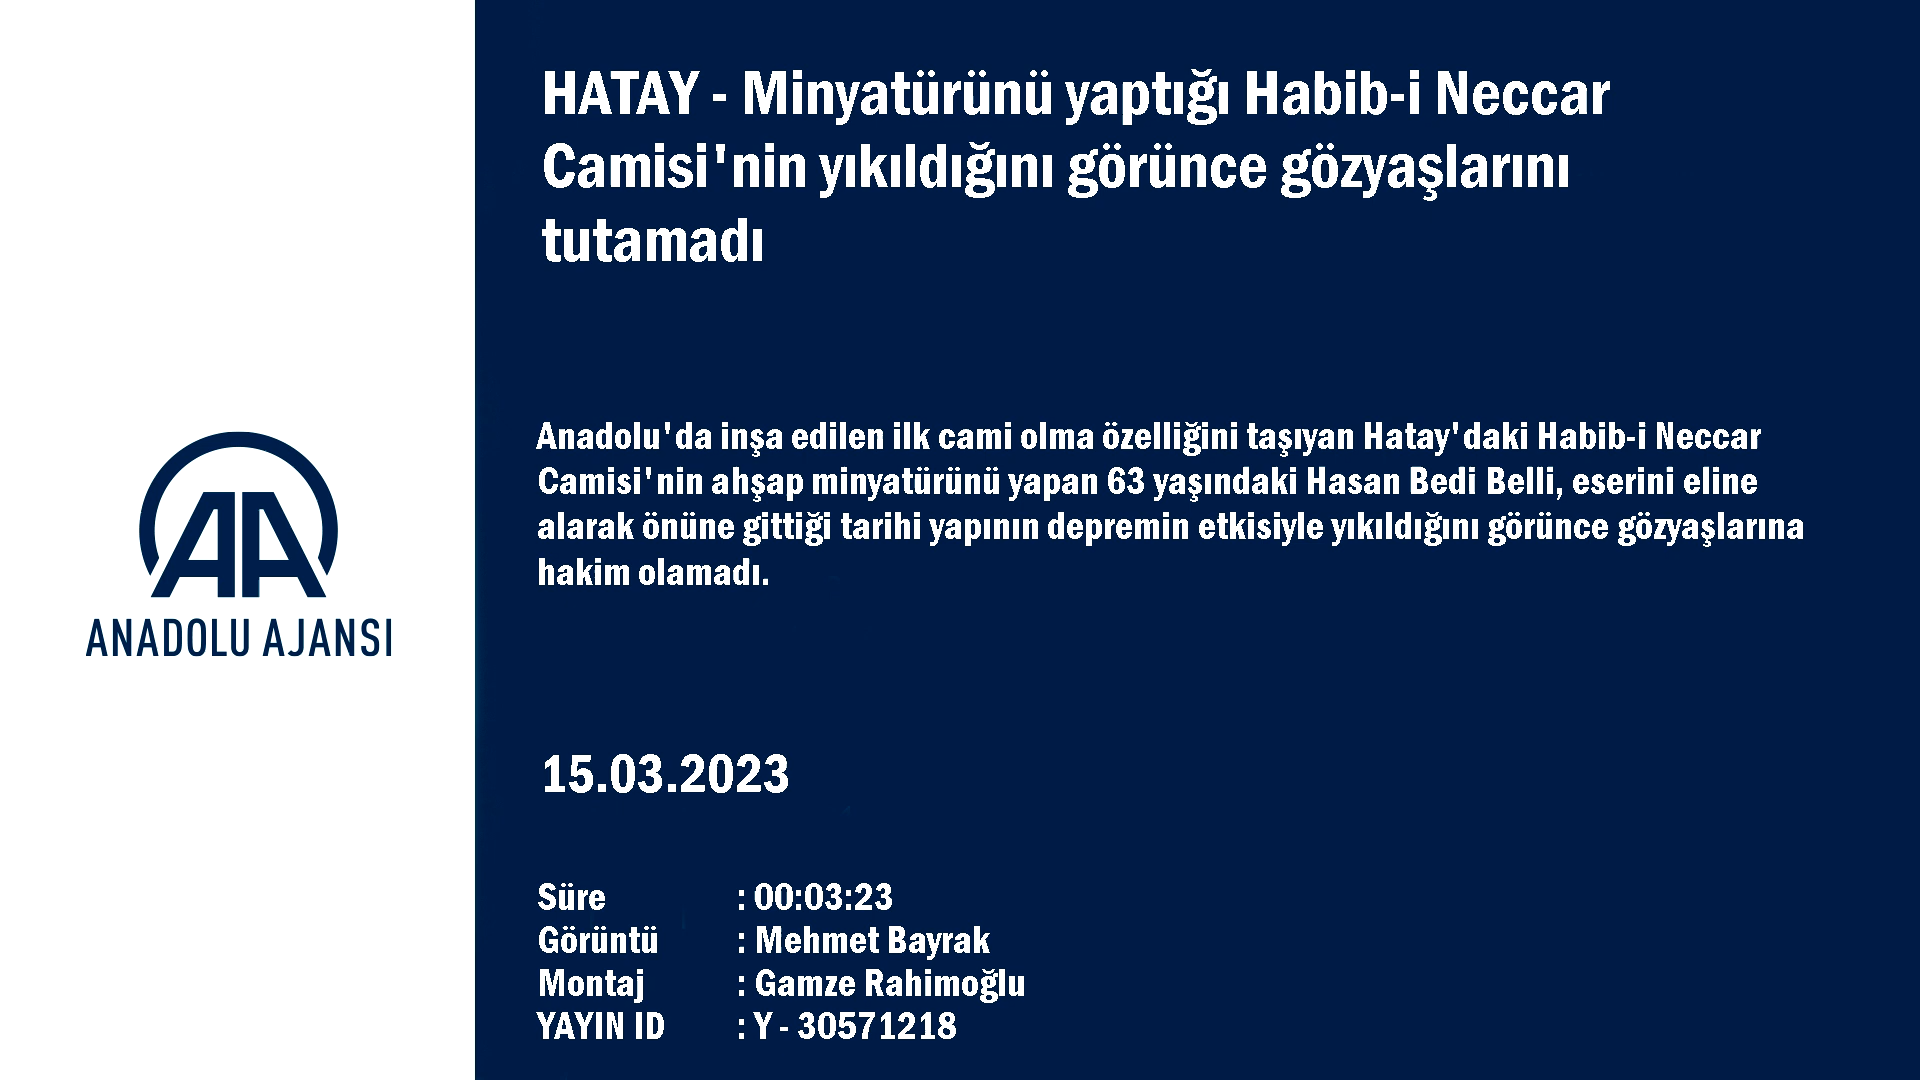 HATAY - Minyatürünü yaptığı Habib-i Neccar
Camisi'nin yıkıldığını görünce gözyaşlarını
tutamadı
Anadolu'da inşa edilen ilk cami olma özelliğini taşıyan Hatay'daki Habib-i Neccar
Camisi'nin ahşap minyatürünü yapan 63 yaşındaki Hasan Bedi Belli, eserini eline
alarak önüne gittiği tarihi yapının depremin etkisiyle yıkıldığını görünce gözyaşlarına
hakim olamadı.
AA
ANADOLU AJANSI
15.03.2023
Süre : 00:03:23
Görüntü : Mehmet Bayrak
Montaj : Gamze Rahimoğlu
YAYIN ID : Y - 30571218